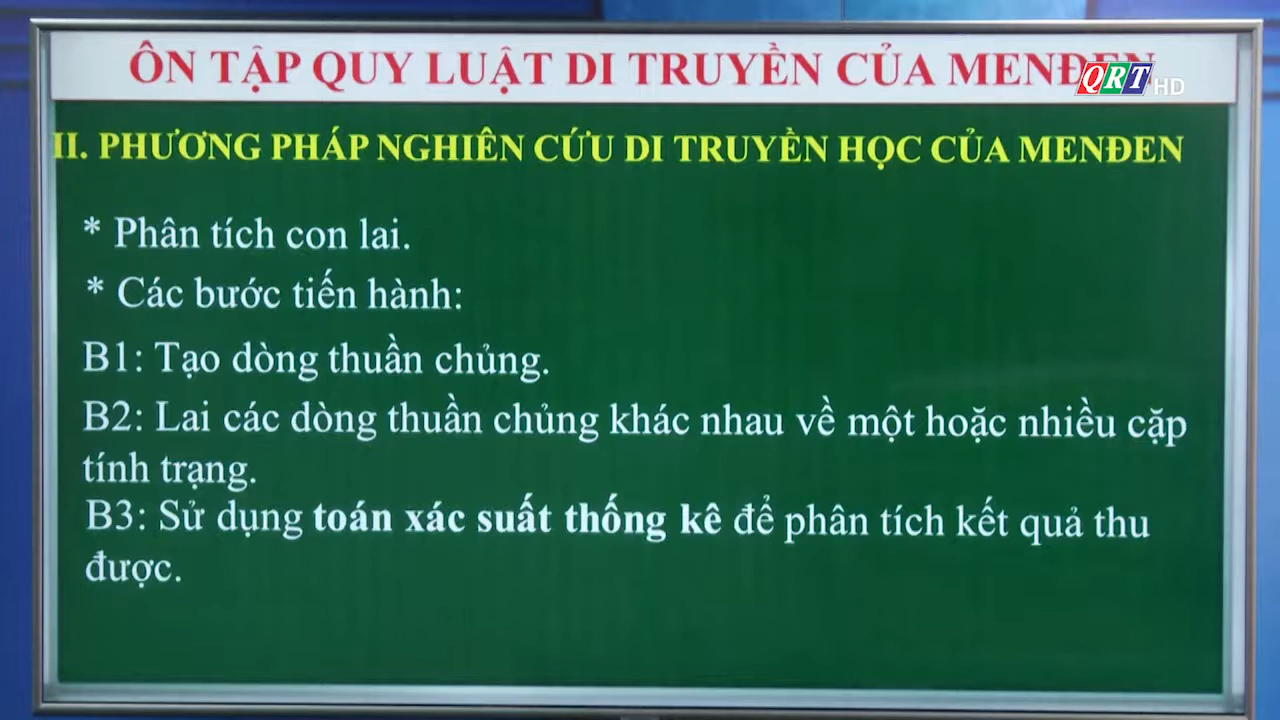 ÔN TẬP QUY LUẬT DI TRUYỀN CỦA MENĐEN
QRT HD
II. PHƯƠNG PHÁP NGHIÊN CỨU DI TRUYỀN HỌC CỦA MENĐEN
* Phân tích con lai.
* Các bước tiến hành:
B1: Tạo dòng thuần chủng.
B2: Lai các dòng thuần chủng khác nhau về một hoặc nhiều cặp
tính trạng.
B3: Sử dụng toán xác suất thống kê để phân tích kết quả thu
được.